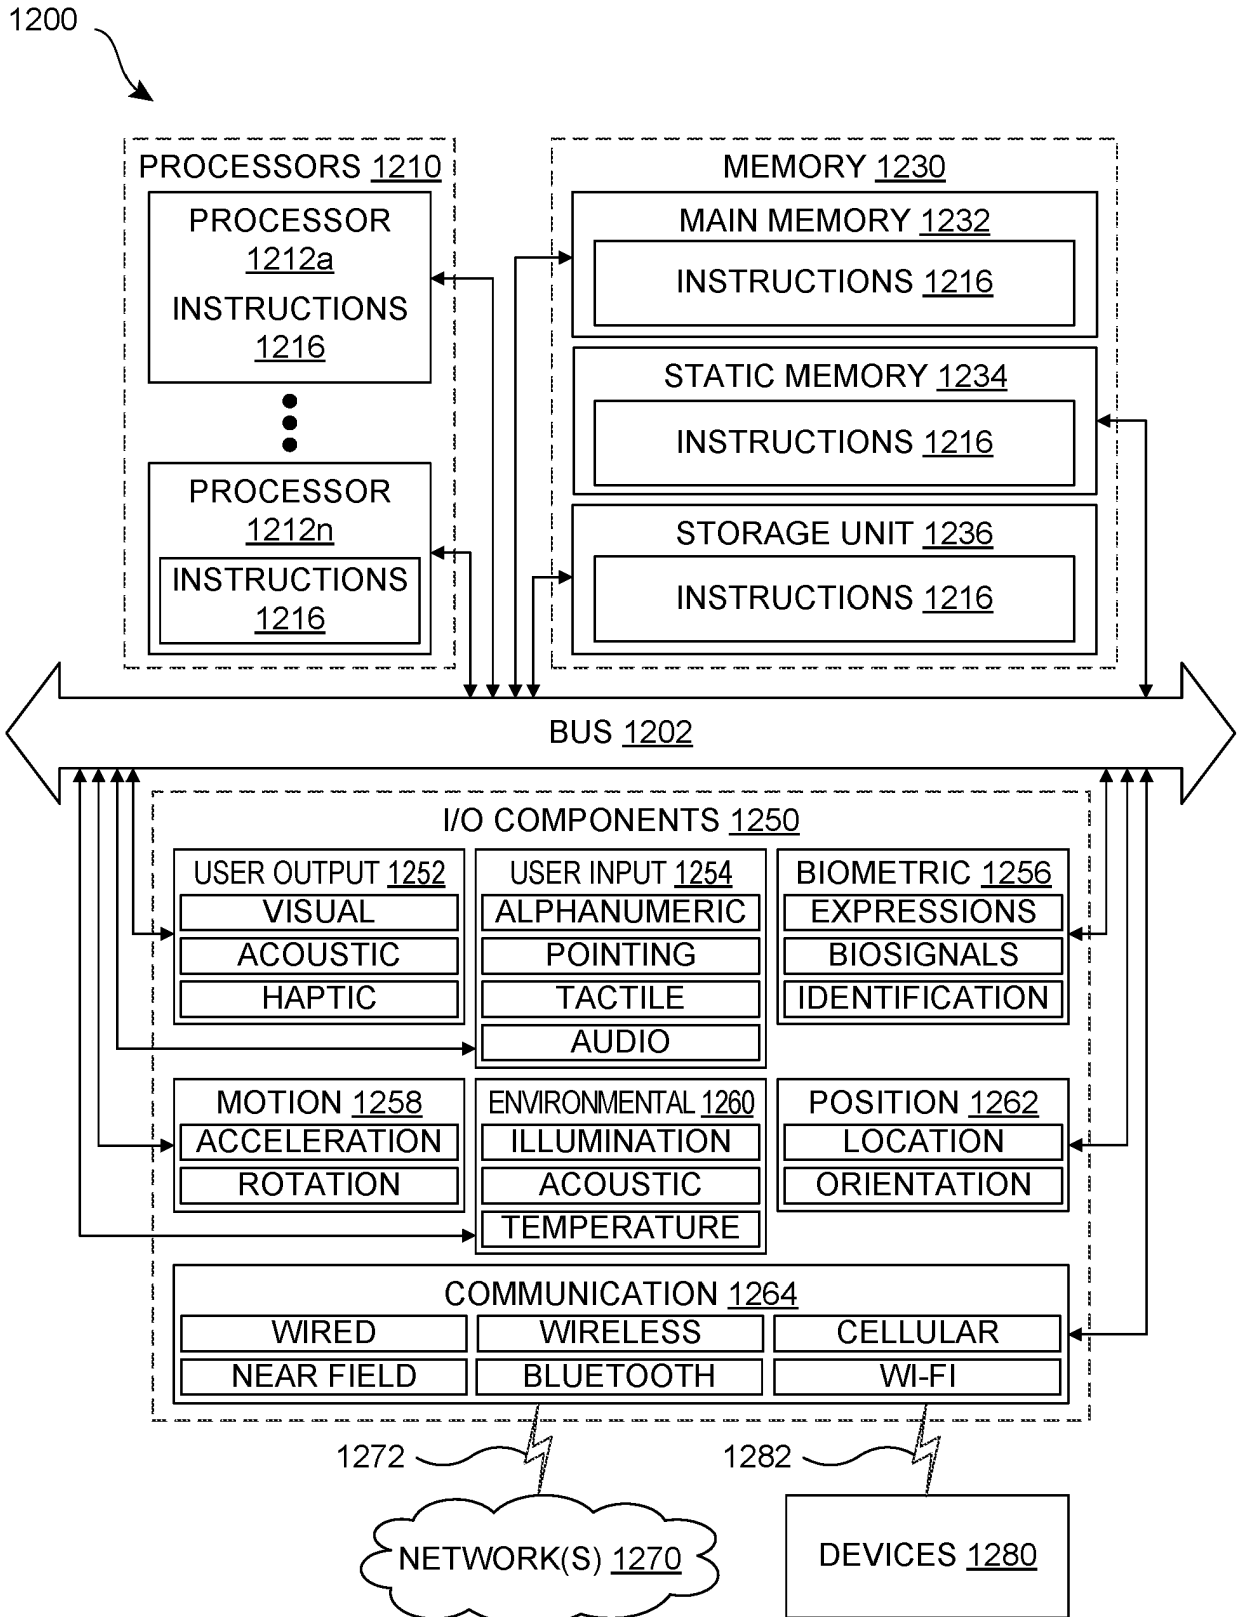 1200
PROCESSORS 1210
PROCESSOR
1212a
INSTRUCTIONS
1216
PROCESSOR
1212n
INSTRUCTIONS
1216
MEMORY 1230
MAIN MEMORY 1232
INSTRUCTIONS 1216
STATIC MEMORY 1234
INSTRUCTIONS 1216
STORAGE UNIT 1236
INSTRUCTIONS 1216
BUS 1202
I/O COMPONENTS 1250
USER OUTPUT 1252
VISUAL
ACOUSTIC
HAPTIC
USER INPUT 1254
ALPHANUMERIC
POINTING
TACTILE
AUDIO
BIOMETRIC 1256
EXPRESSIONS
BIOSIGNALS
IDENTIFICATION
MOTION 1258
ACCELERATION
ROTATION
ENVIRONMENTAL 1260
ILLUMINATION
ACOUSTIC
TEMPERATURE
POSITION 1262
LOCATION
ORIENTATION
COMMUNICATION 1264
WIRED
WIRELESS
CELLULAR
NEAR FIELD
BLUETOOTH
WI-FI
1272
1282
NETWORK(S) 1270
DEVICES 1280